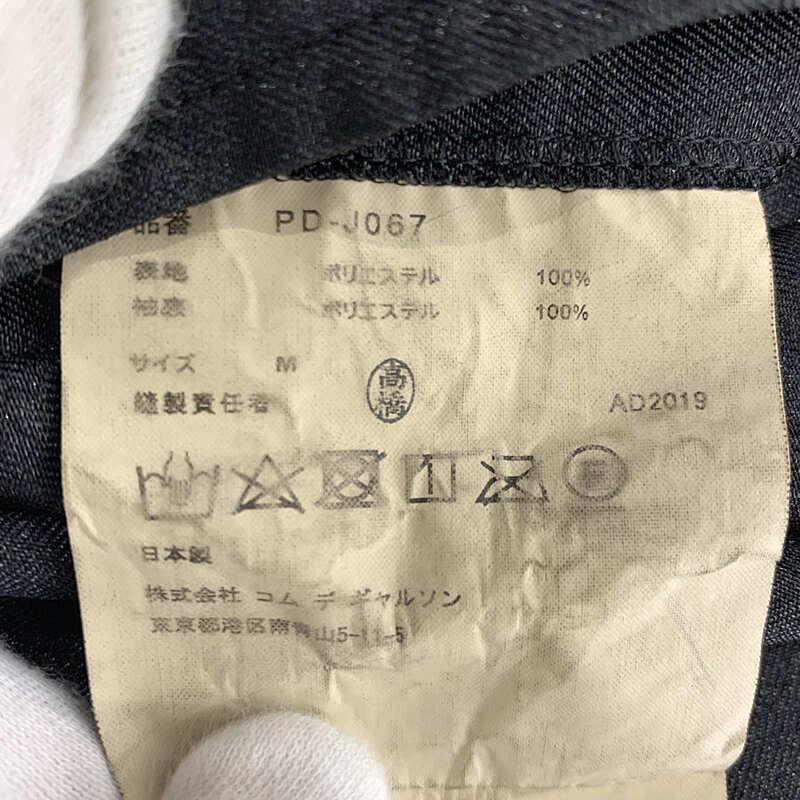 品番 PD-J067
表地 ポリエステル 100%
袖裏 ポリエステル 100%
サイズ M
高橋
縫製責任者 AD2019
日本製
株式会社 コム デ ギャルソン
東京都港区南青山5-11-5